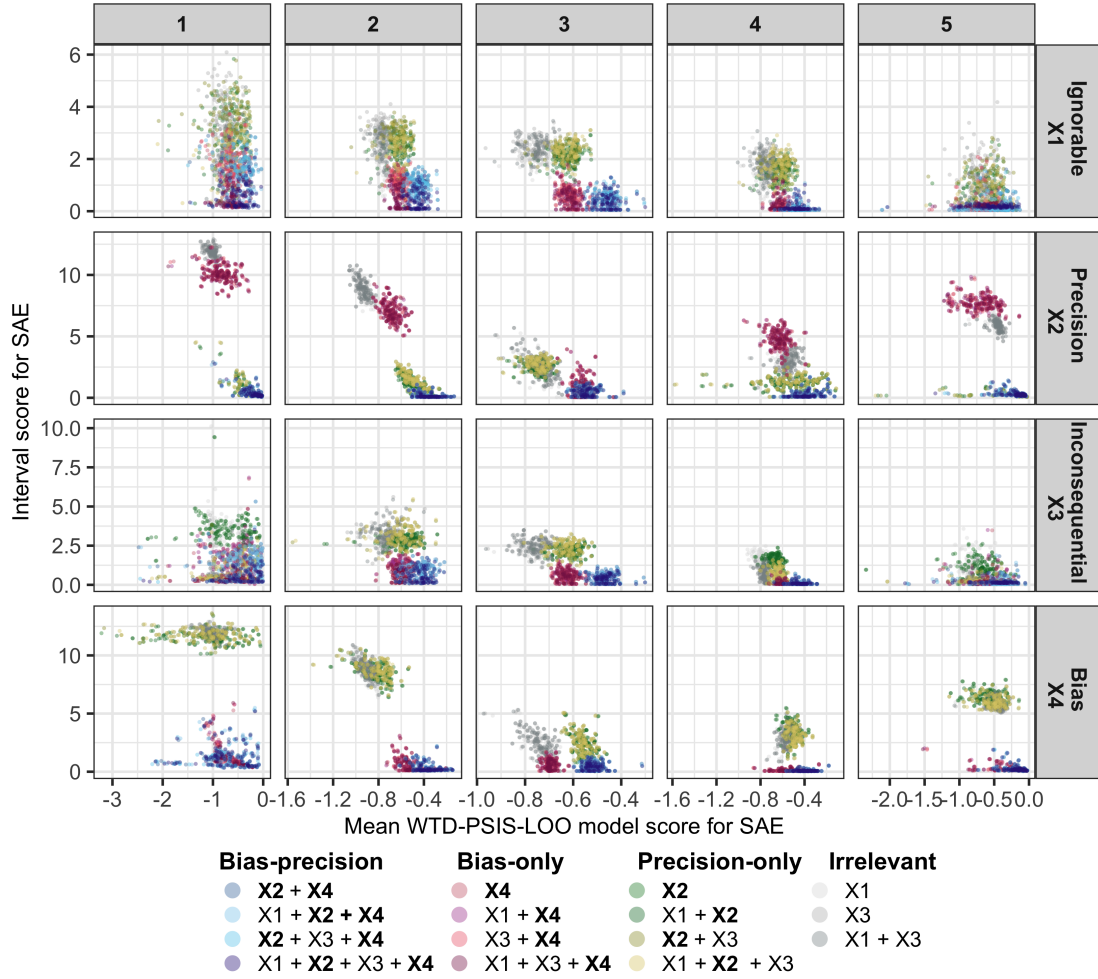 1 2 3 4 5
6
4
2
0
Ignorable
X1
10
5
0
Precision
X2
10.0
7.5
5.0
2.5
0.0
Inconsequential
X3
10
5
0
Bias
X4
Interval score for SAE
-3 -2 -1 0 -1.6 -1.2 -0.8 -0.4 -1.0 -0.8 -0.6 -0.4 -1.2 -0.8 -0.4 -2.0 -1.5 -1.0 -0.5 0.0
Mean WTD-PSIS-LOO model score for SAE
Bias-precision Bias-only Precision-only Irrelevant
X2 + X4 X4 X2 X1
X1 + X2 + X4 X1 + X4 X1 + X2 X3
X2 + X3 + X4 X3 + X4 X2 + X3 X1 + X3
X1 + X2 + X3 + X4 X1 + X3 + X4 X1 + X2 + X3